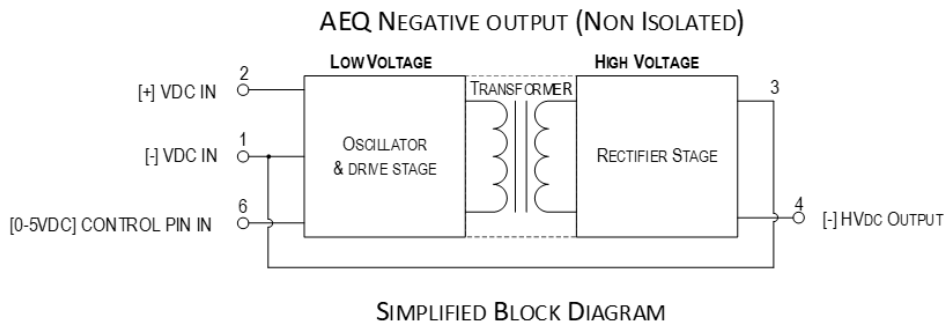 AEQ NEGATIVE OUTPUT (NON ISOLATED)
LOW VOLTAGE
HIGH VOLTAGE
2
[+] VDC IN
TRANSFORMER
3
1
[-] VDC IN
OSCILLATOR
& DRIVE STAGE
RECTIFIER STAGE
6
[0-5VDC] CONTROL PIN IN
4
[-] HVDC OUTPUT
SIMPLIFIED BLOCK DIAGRAM